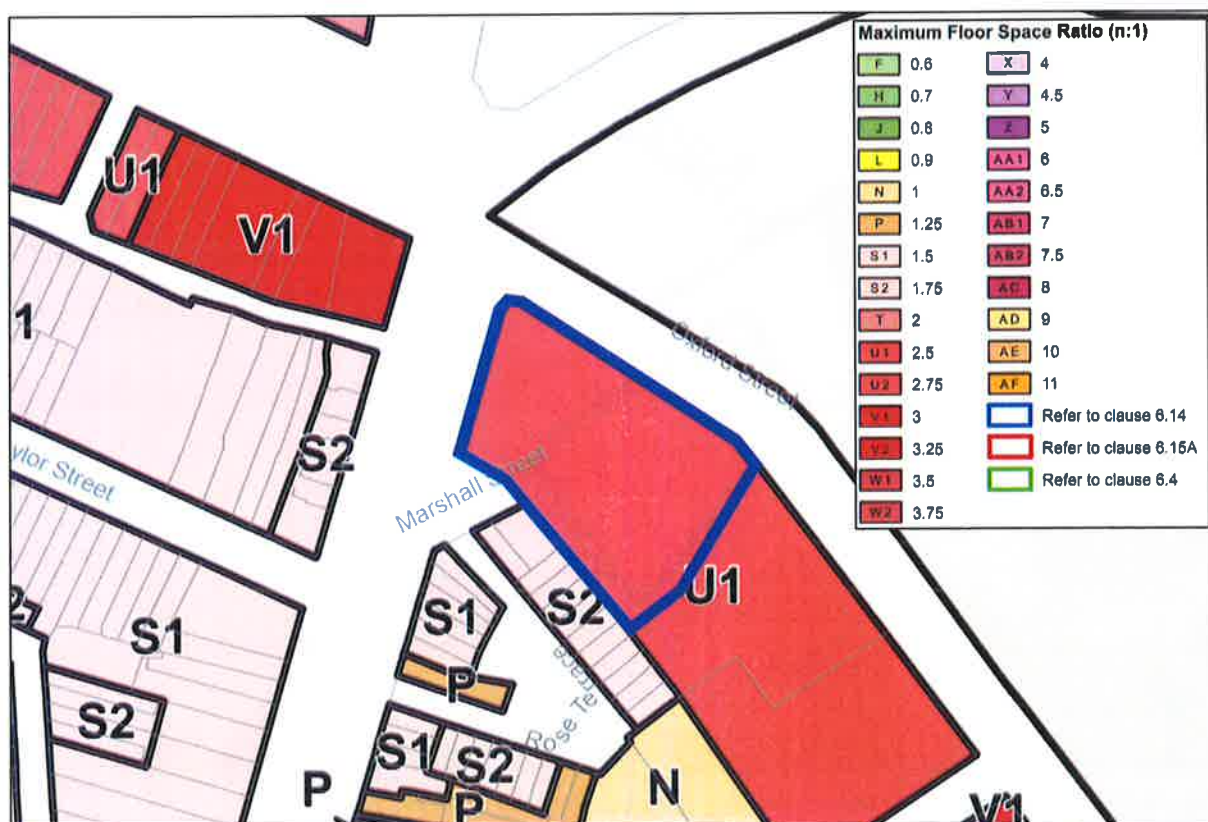 Maximum Floor Space Ratio (n:1)
F 0.6
H 0.7
J 0.8
L 0.9
N 1
P 1.25
S1 1.5
S2 1.75
T 2
U1 2.5
U2 2.75
V1 3
V2 3.25
W1 3.5
W2 3.75
X 4
Y 4.5
Z 5
AA1 6
AA2 6.5
AB1 7
AB2 7.5
AC 8
AD 9
AE 10
AF 11
Refer to clause 6.14
Refer to clause 6.15A
Refer to clause 6.4
U1
V1
1
S2
Oxford Street
ylor Street
Marshall Street
U1
S2
S1
2
S1
P
Rose Terrace
S2
S1
S2
P
P
N
V1